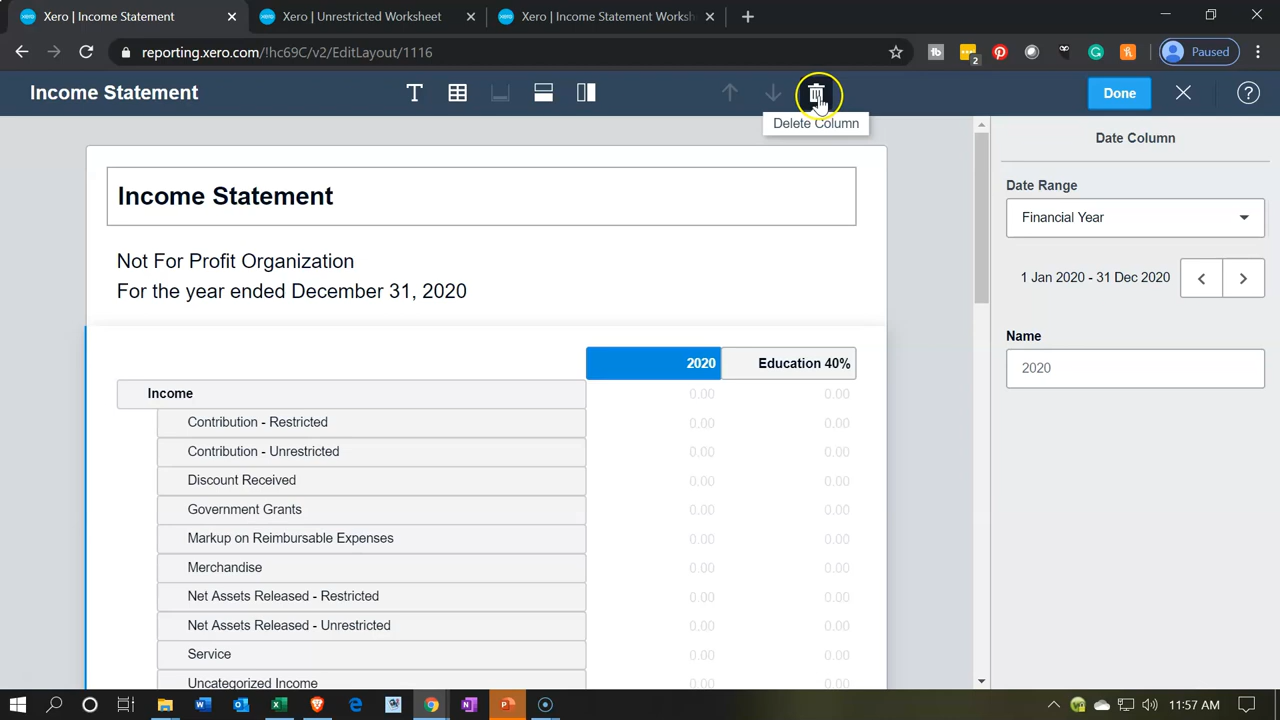 Xero | Income Statement
Xero | Unrestricted Worksheet
Xero | Income Statement Worksh
reporting.xero.com/!hc69C/v2/EditLayout/1116
2
Paused
Income Statement
Done
Delete Column
Date Column
Income Statement
Date Range
Financial Year
Not For Profit Organization
For the year ended December 31, 2020
1 Jan 2020 - 31 Dec 2020
Name
2020
2020 Education 40%
Income 0.00 0.00
Contribution - Restricted 0.00 0.00
Contribution - Unrestricted 0.00 0.00
Discount Received 0.00 0.00
Government Grants 0.00 0.00
Markup on Reimbursable Expenses 0.00 0.00
Merchandise 0.00 0.00
Net Assets Released - Restricted 0.00 0.00
Net Assets Released - Unrestricted 0.00 0.00
Service 0.00 0.00
Uncategorized Income 0.00 0.00
11:57 AM